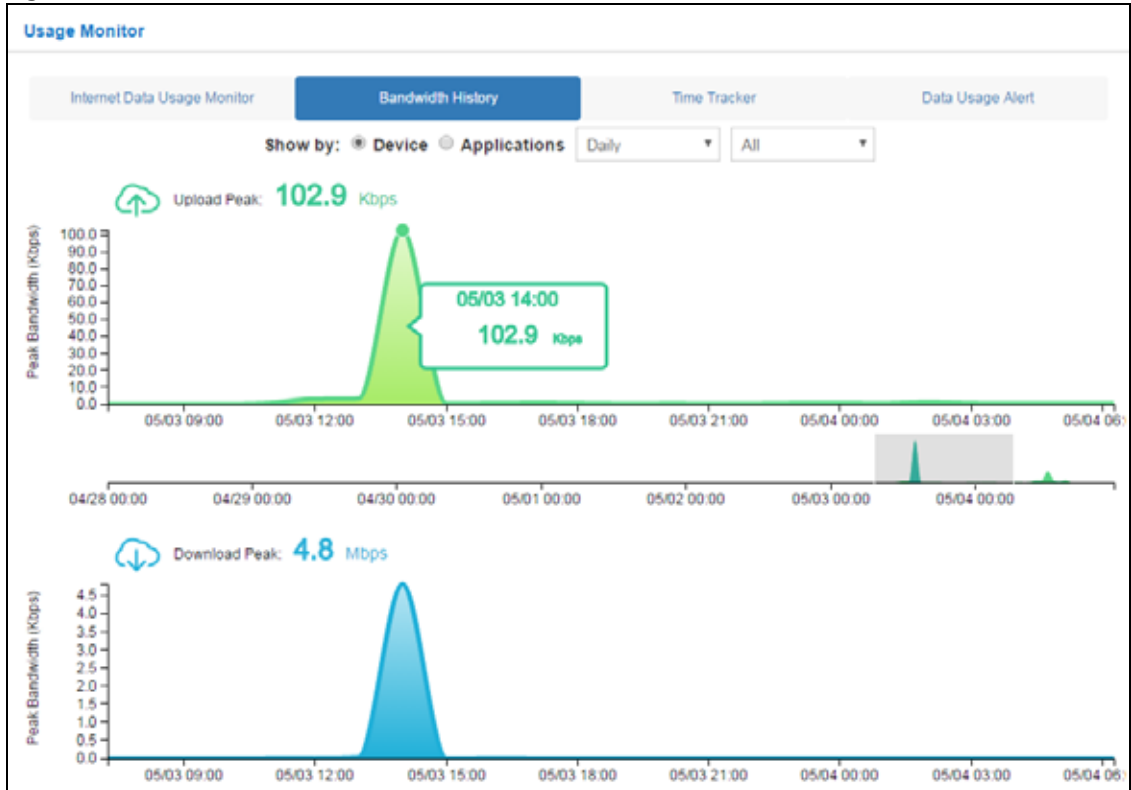 Usage Monitor
Internet Data Usage Monitor Bandwidth History Time Tracker Data Usage Alert
Show by: Device Applications Daily All
Upload Peak: 102.9 Kbps
Peak Bandwidth (Kbps)
100.0
90.0
80.0
70.0
60.0
50.0
40.0
30.0
20.0
10.0
0.0
05/03 14:00
102.9 Kbps
05/03 09:00 05/03 12:00 05/03 15:00 05/03 18:00 05/03 21:00 05/04 00:00 05/04 03:00 05/04 06:
04/28 00:00 04/29 00:00 04/30 00:00 05/01 00:00 05/02 00:00 05/03 00:00 05/04 00:00
Download Peak: 4.8 Mbps
Peak Bandwidth (Kbps)
4.5
4.0
3.5
3.0
2.5
2.0
1.5
1.0
0.5
0.0
05/03 09:00 05/03 12:00 05/03 15:00 05/03 18:00 05/03 21:00 05/04 00:00 05/04 03:00 05/04 06: